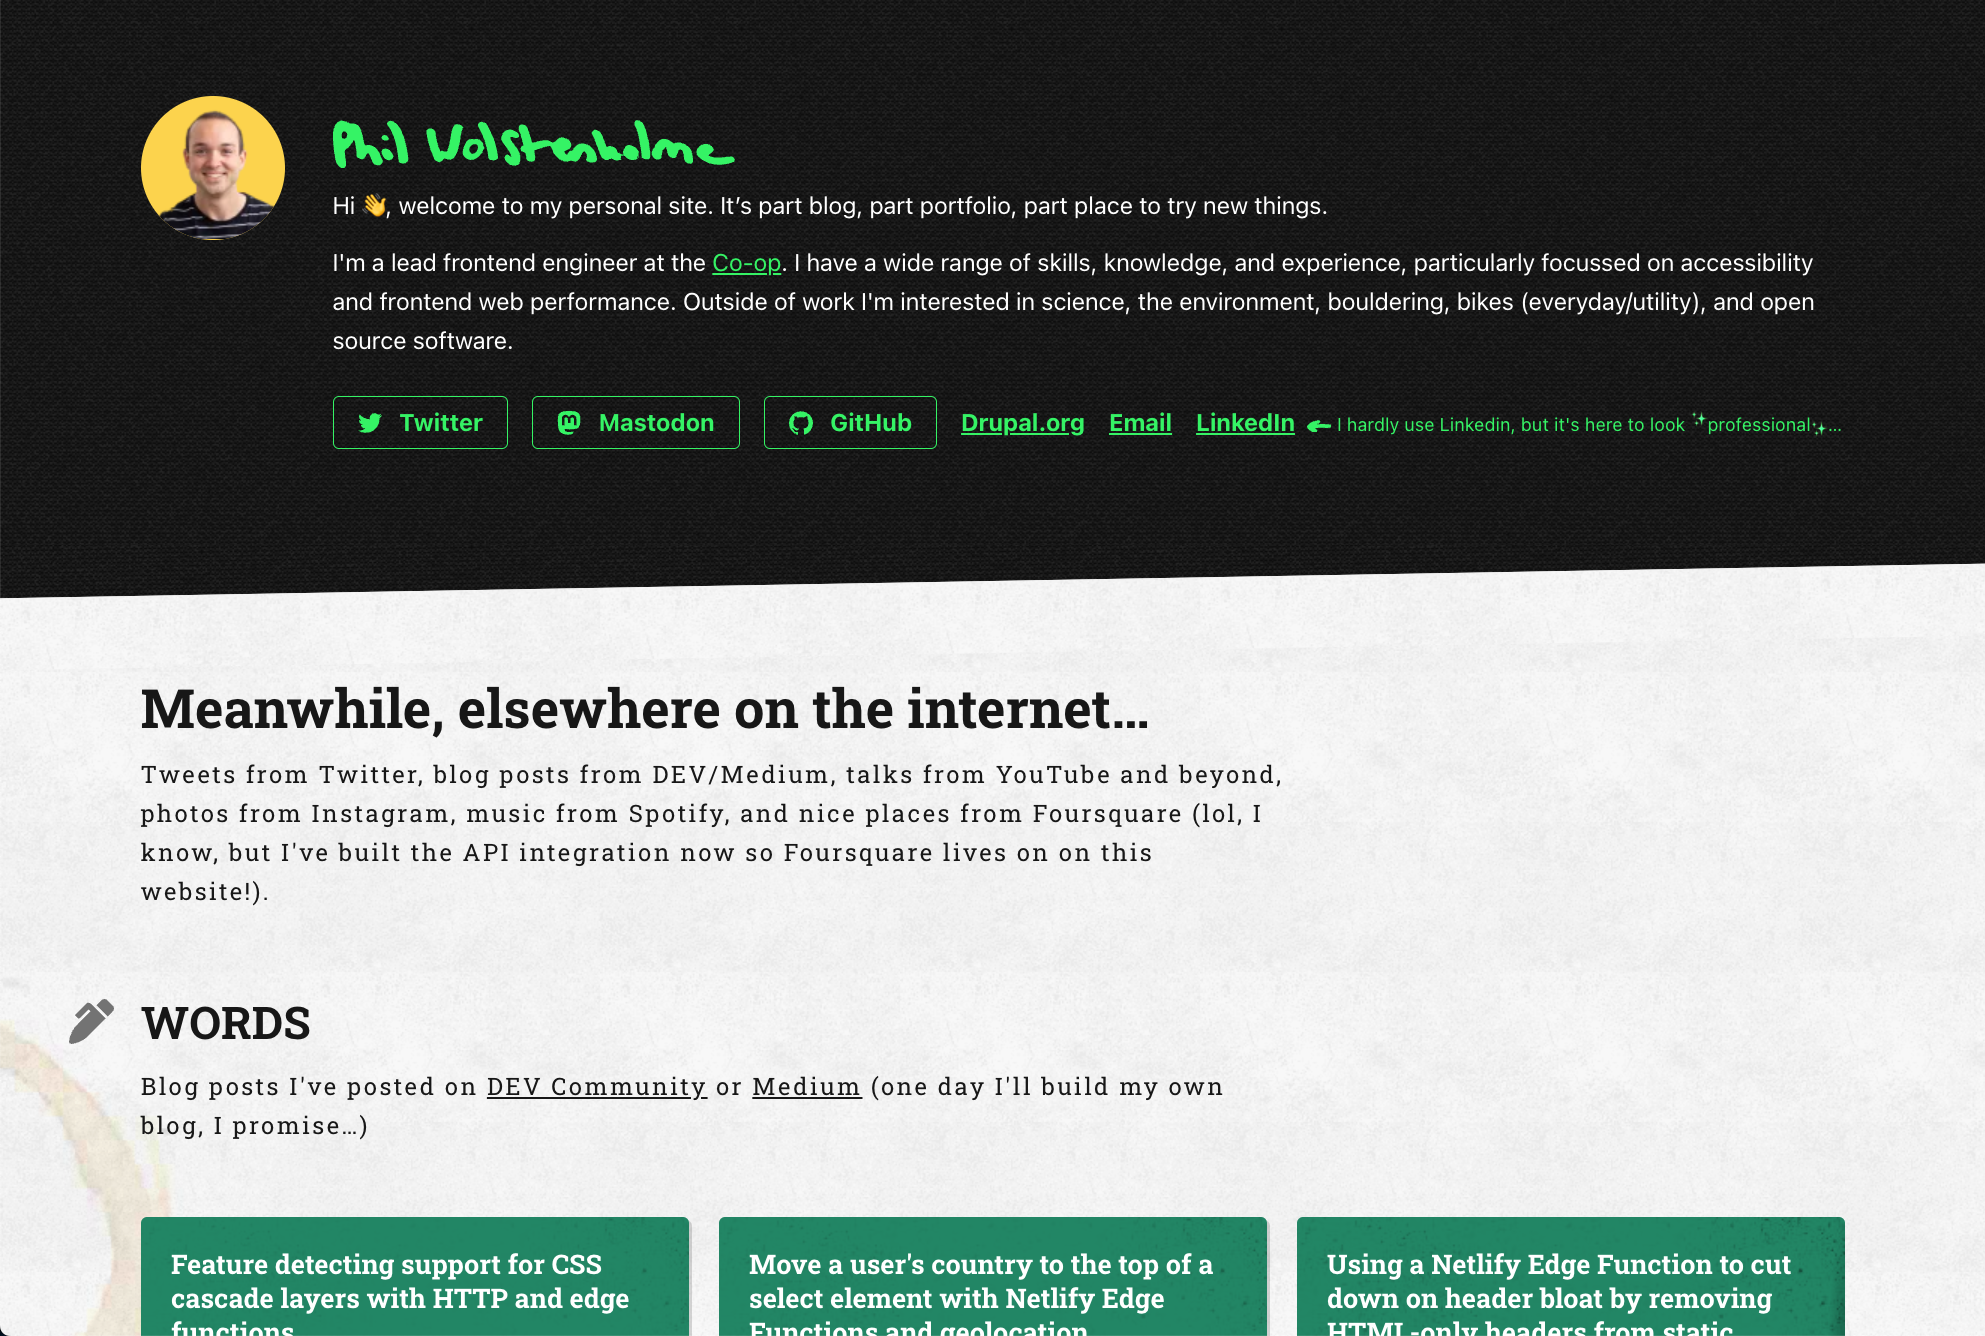 Phil Wolstenholme
Hi 👋, welcome to my personal site. It’s part blog, part portfolio, part place to try new things.
I'm a lead frontend engineer at the Co-op. I have a wide range of skills, knowledge, and experience, particularly focussed on accessibility
and frontend web performance. Outside of work I'm interested in science, the environment, bouldering, bikes (everyday/utility), and open
source software.
Twitter Mastodon GitHub Drupal.org Email LinkedIn I hardly use Linkedin, but it's here to look ✨professional✨...
Meanwhile, elsewhere on the internet…
Tweets from Twitter, blog posts from DEV/Medium, talks from YouTube and beyond,
photos from Instagram, music from Spotify, and nice places from Foursquare (lol, I
know, but I've built the API integration now so Foursquare lives on on this
website!).
WORDS
Blog posts I've posted on DEV Community or Medium (one day I'll build my own
blog, I promise…)
Feature detecting support for CSS
cascade layers with HTTP and edge
functions
Move a user's country to the top of a
select element with Netlify Edge
Functions and geolocation
Using a Netlify Edge Function to cut
down on header bloat by removing
HTML-only headers from static